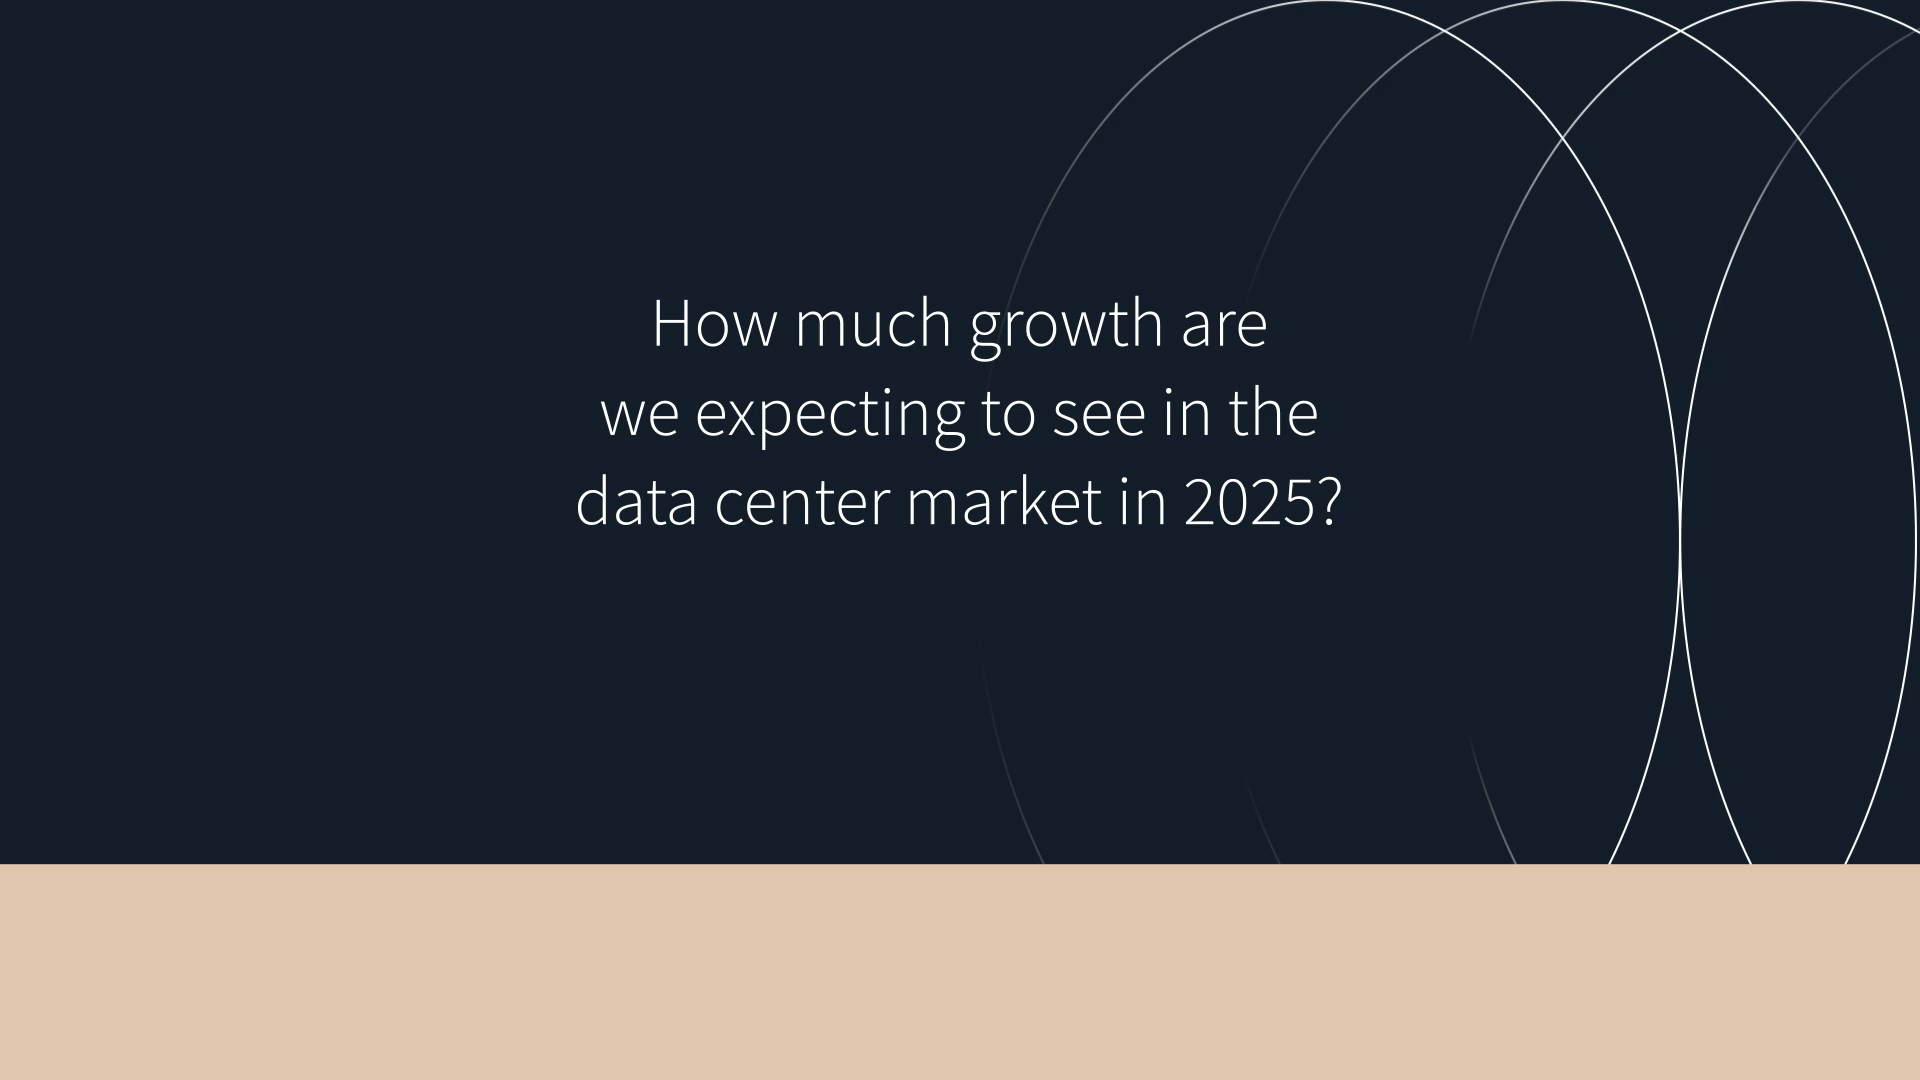 How much growth are
we expecting to see in the
data center market in 2025?